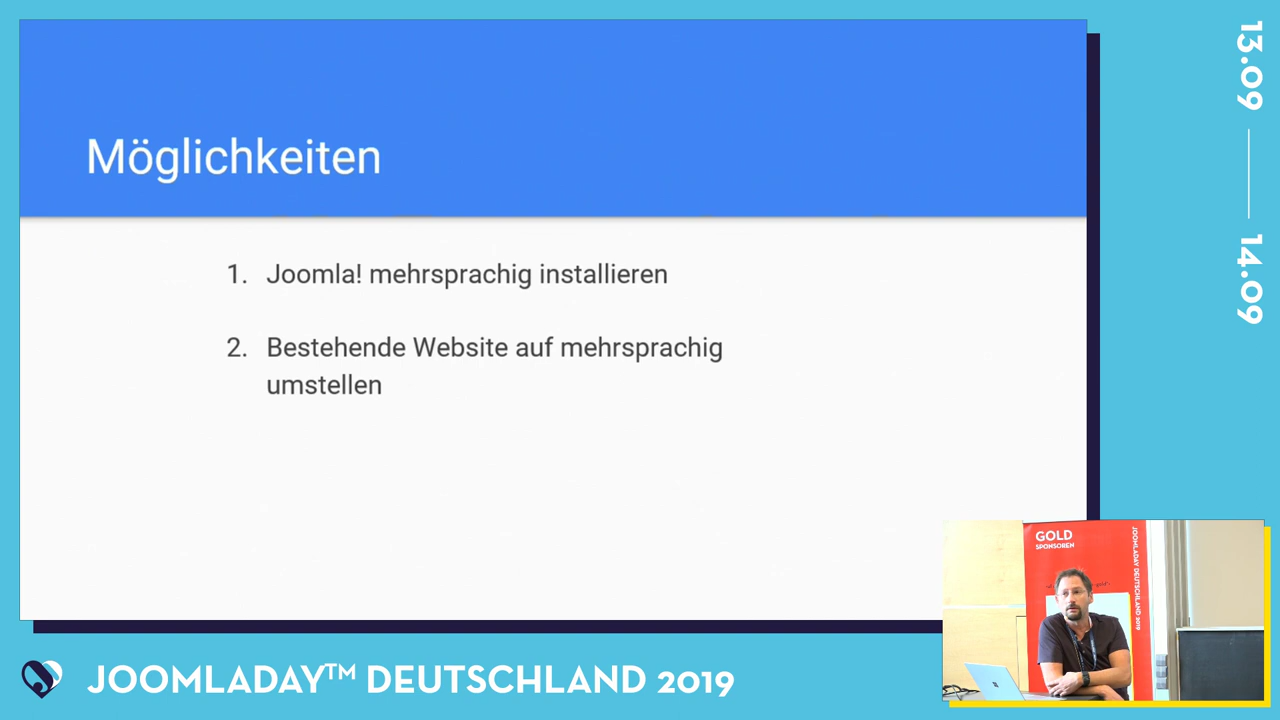 Möglichkeiten
1. Joomla! mehrsprachig installieren
2. Bestehende Website auf mehrsprachig
umstellen
13.09
14.09
GOLD
SPONSOREN
JOOMLADAY DEUTSCHLAND 2019
JOOMLADAY™ DEUTSCHLAND 2019